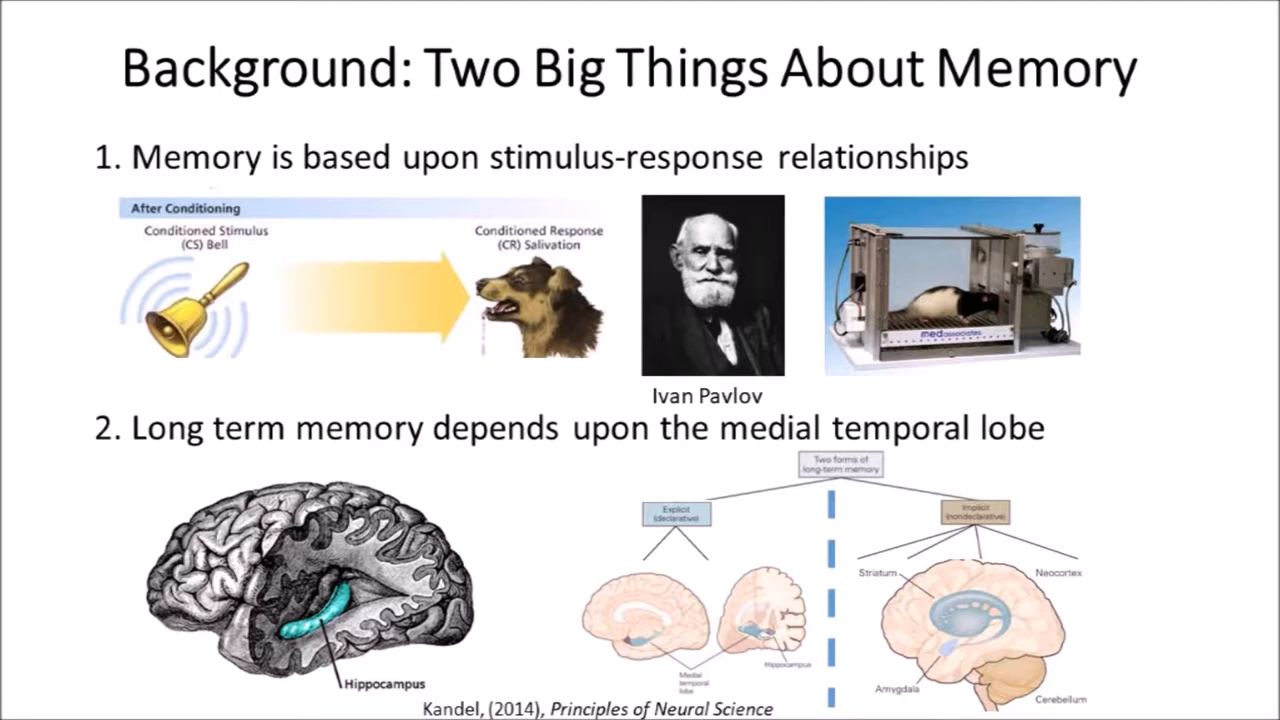 Background: Two Big Things About Memory
1. Memory is based upon stimulus-response relationships
After Conditioning
Conditioned Stimulus
(CS) Bell
Conditioned Response
(CR) Salivation
med associates
Ivan Pavlov
2. Long term memory depends upon the medial temporal lobe
Two forms of
long-term memory
Explicit
(declarative)
Implicit
(nondeclarative)
Striatum
Neocortex
Hippocampus
Medial
temporal
lobe
Hippocampus
Amygdala
Cerebellum
Kandel, (2014), Principles of Neural Science